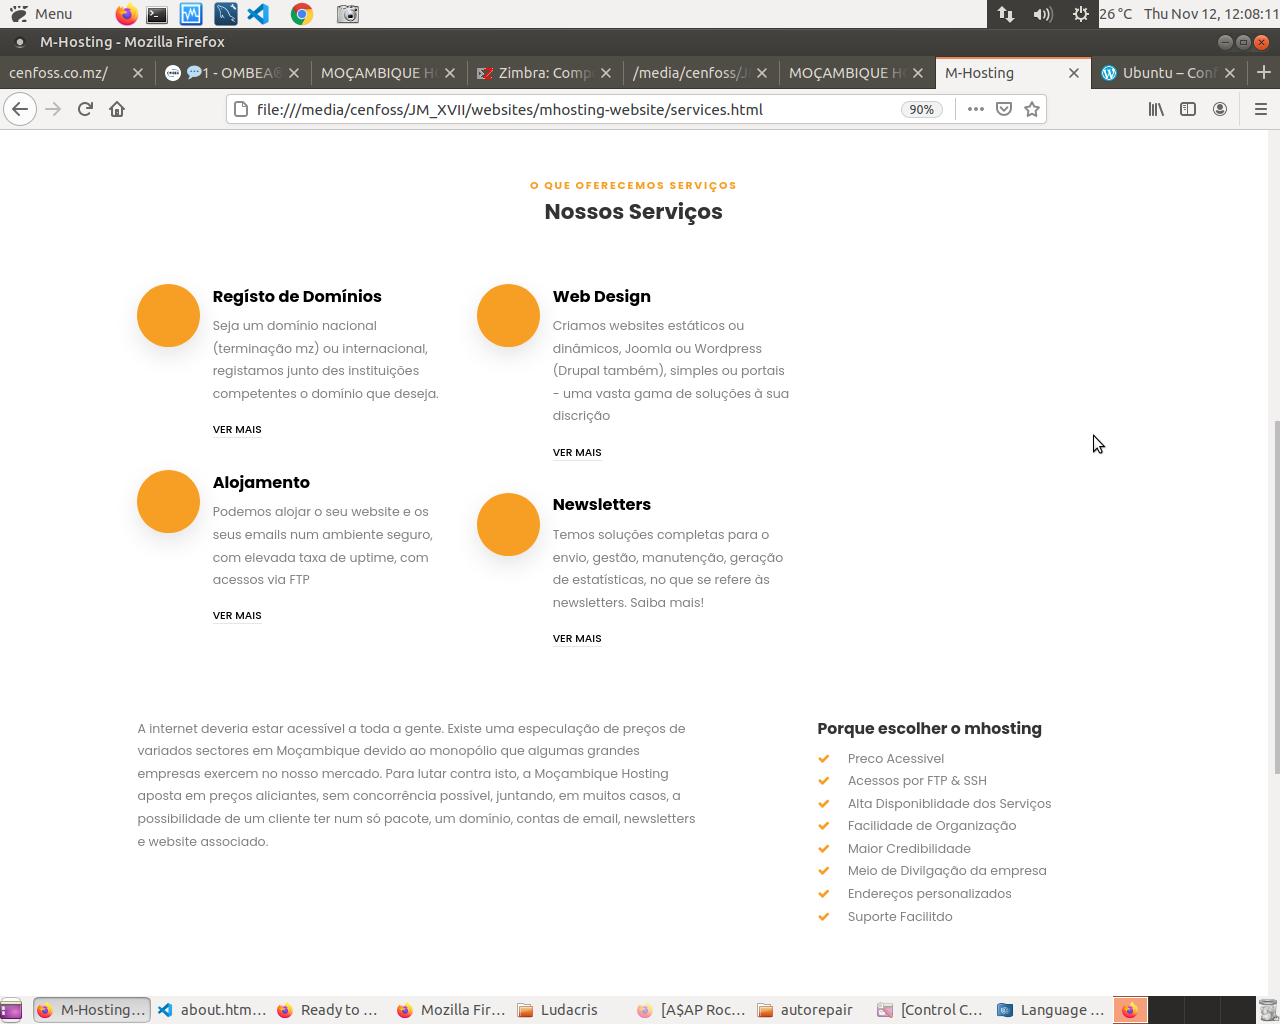 Menu
26 °C Thu Nov 12, 12:08:11
M-Hosting - Mozilla Firefox
cenfoss.co.mz/
1 - OMBEA
MOÇAMBIQUE H
Zimbra: Comp
/media/cenfoss/J
MOÇAMBIQUE H
M-Hosting
Ubuntu – Conf
file:///media/cenfoss/JM_XVII/websites/mhosting-website/services.html
90%
O QUE OFERECEMOS SERVIÇOS
Nossos Serviços
Regísto de Domínios
Seja um domínio nacional
(terminação mz) ou internacional,
registamos junto des instituições
competentes o domínio que deseja.
VER MAIS
Web Design
Criamos websites estáticos ou
dinâmicos, Joomla ou Wordpress
(Drupal também), simples ou portais
- uma vasta gama de soluções à sua
discrição
VER MAIS
Alojamento
Podemos alojar o seu website e os
seus emails num ambiente seguro,
com elevada taxa de uptime, com
acessos via FTP
VER MAIS
Newsletters
Temos soluções completas para o
envio, gestão, manutenção, geração
de estatísticas, no que se refere às
newsletters. Saiba mais!
VER MAIS
A internet deveria estar acessível a toda a gente. Existe uma especulação de preços de
variados sectores em Moçambique devido ao monopólio que algumas grandes
empresas exercem no nosso mercado. Para lutar contra isto, a Moçambique Hosting
aposta em preços aliciantes, sem concorrência possível, juntando, em muitos casos, a
possibilidade de um cliente ter num só pacote, um domínio, contas de email, newsletters
e website associado.
Porque escolher o mhosting
Preco Acessivel
Acessos por FTP & SSH
Alta Disponiblidade dos Serviços
Facilidade de Organização
Maior Credibilidade
Meio de Divilgação da empresa
Endereços personalizados
Suporte Facilitdo
M-Hosting...
about.htm...
Ready to ...
Mozilla Fir...
Ludacris
[A$AP Roc...
autorepair
[Control C...
Language ...